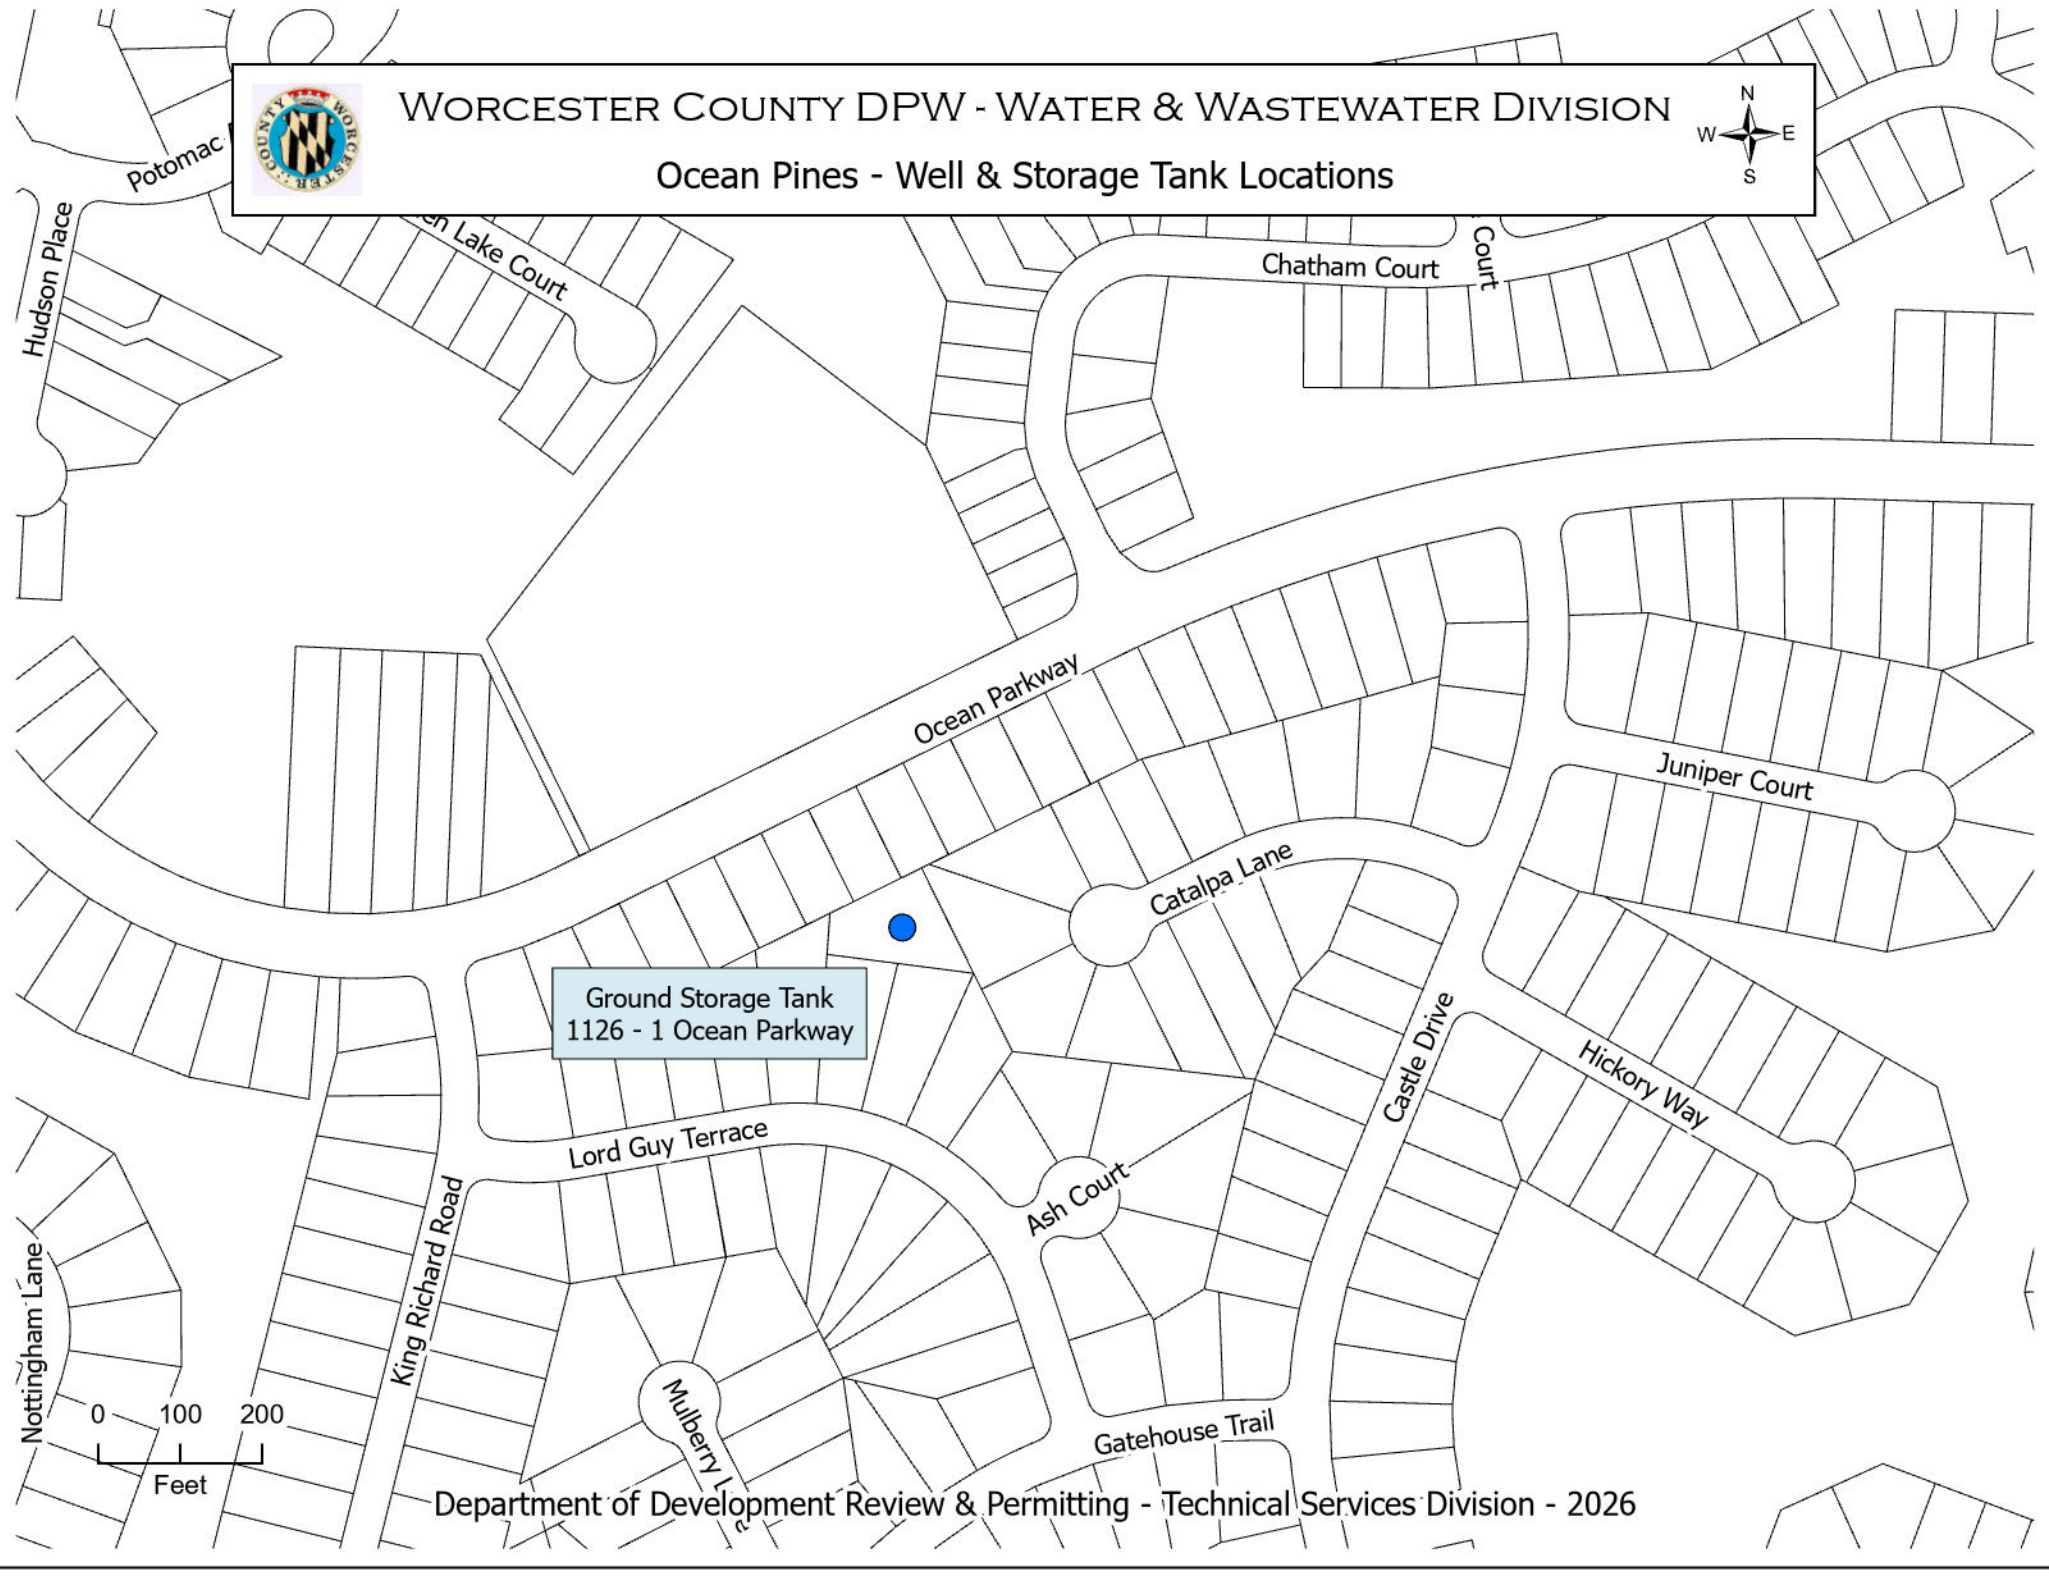 WORCESTER COUNTY DPW - WATER & WASTEWATER DIVISION
Ocean Pines - Well & Storage Tank Locations
WORCESTER
COUNTY
N
W
E
S
Potomac
Hudson Place
en Lake Court
Chatham Court
Court
Ocean Parkway
Juniper Court
Catalpa Lane
Ground Storage Tank
1126 - 1 Ocean Parkway
Castle Drive
Hickory Way
Lord Guy Terrace
Ash Court
King Richard Road
Nottingham Lane
Mulberry L
Gatehouse Trail
0 100 200
Feet
Department of Development Review & Permitting - Technical Services Division - 2026